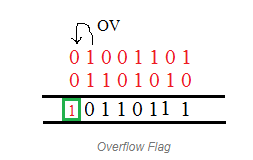 OV
0 1 0 0 1 1 0 1
0 1 1 0 1 0 1 0
1 0 1 1 0 1 1 1
Overflow Flag